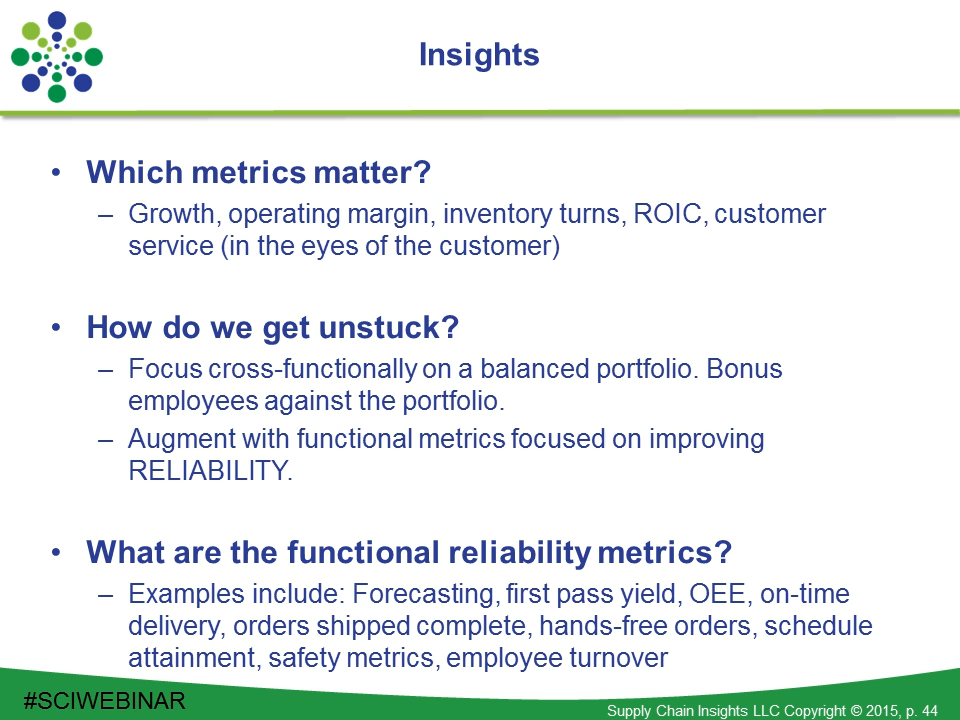 Insights
• Which metrics matter?
– Growth, operating margin, inventory turns, ROIC, customer
service (in the eyes of the customer)
• How do we get unstuck?
– Focus cross-functionally on a balanced portfolio. Bonus
employees against the portfolio.
– Augment with functional metrics focused on improving
RELIABILITY.
• What are the functional reliability metrics?
– Examples include: Forecasting, first pass yield, OEE, on-time
delivery, orders shipped complete, hands-free orders, schedule
attainment, safety metrics, employee turnover
#SCIWEBINAR
Supply Chain Insights LLC Copyright © 2015, p. 44